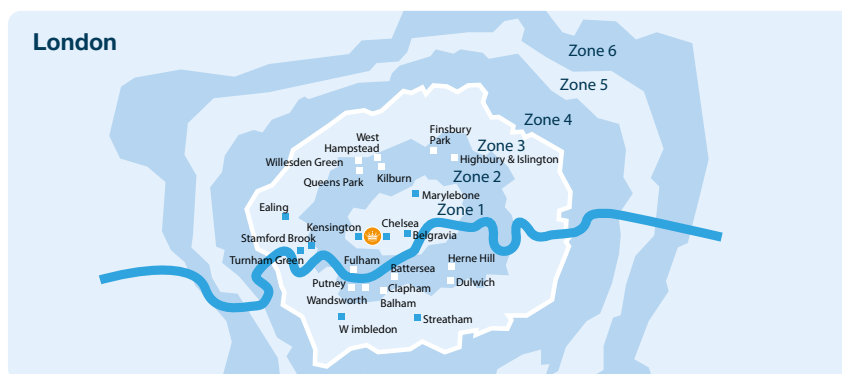 London
Zone 6
Zone 5
Zone 4
Finsbury
Park
West
Hampstead
Zone 3
Willesden Green
Highbury & Islington
Queens Park
Kilburn
Zone 2
Marylebone
Ealing
Zone 1
Kensington
Chelsea
Stamford Brook
Belgravia
Turnham Green
Fulham
Herne Hill
Battersea
Putney
Dulwich
Clapham
Wandsworth
Balham
Streatham
W imbledon